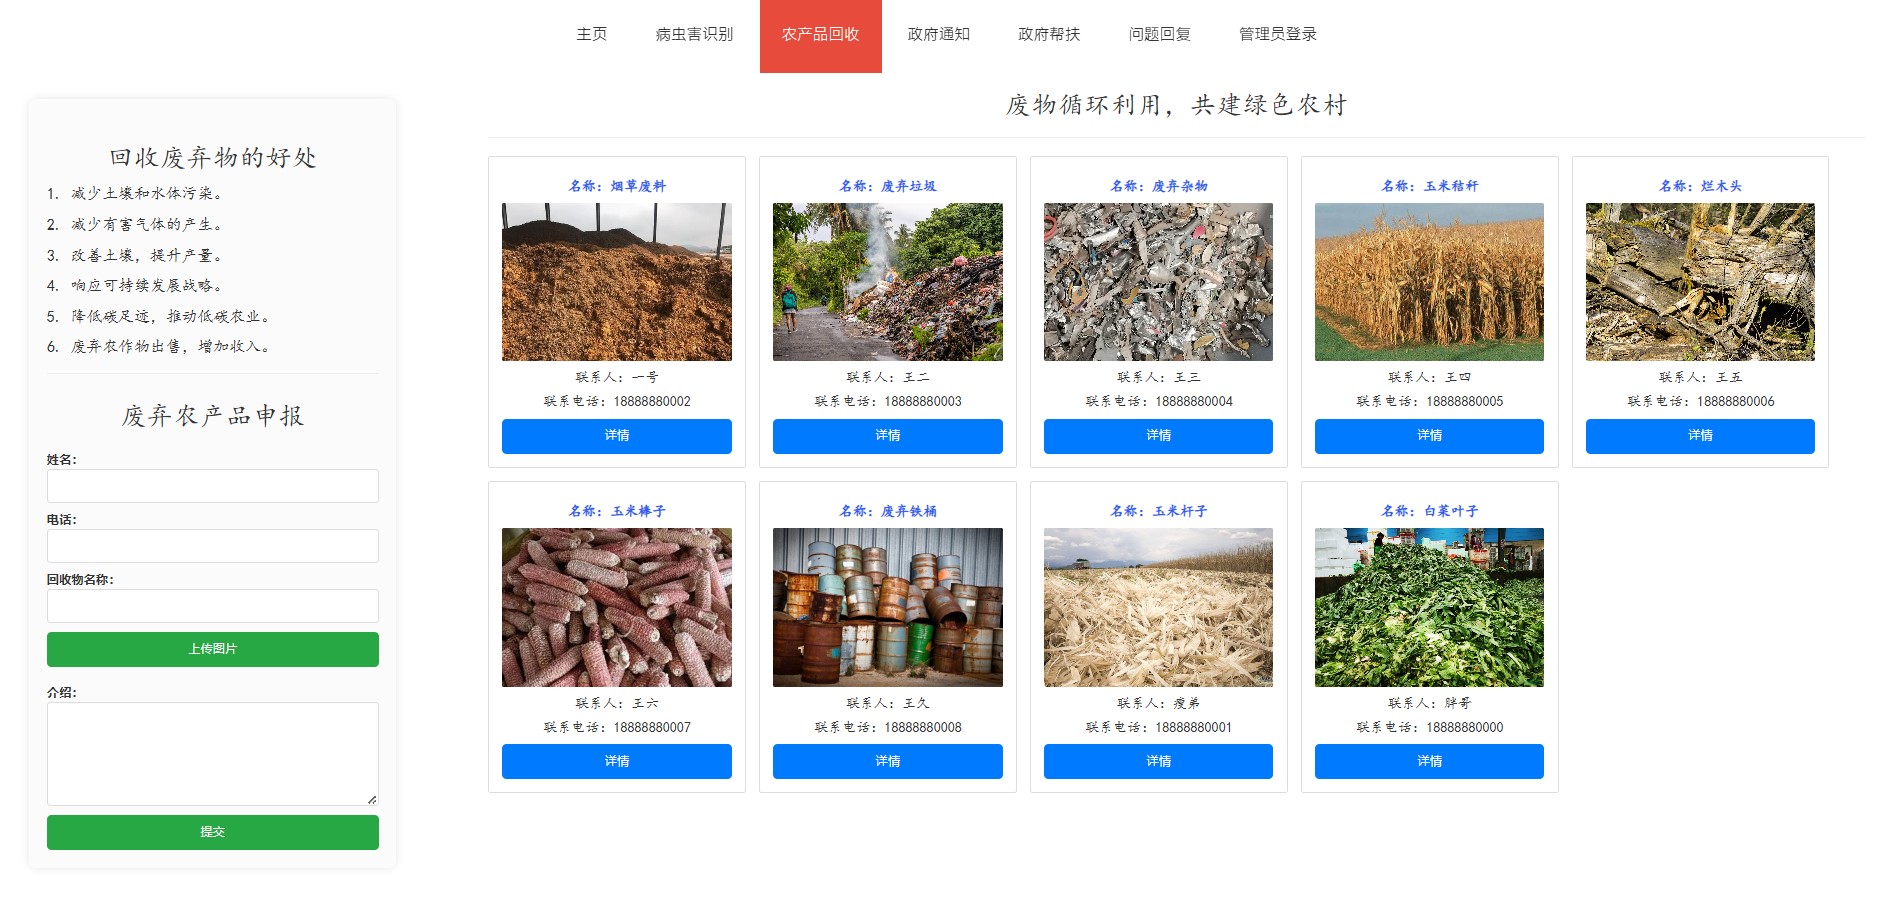 主页
病虫害识别
农产品回收
政府通知
政府帮扶
问题回复
管理员登录
回收废弃物的好处
1. 减少土壤和水体污染。
2. 减少有害气体的产生。
3. 改善土壤，提升产量。
4. 响应可持续发展战略。
5. 降低碳足迹，推动低碳农业。
6. 废弃农作物出售，增加收入。
废弃农产品申报
姓名：
电话：
回收物名称：
上传图片
介绍：
提交
废物循环利用，共建绿色农村
名称：烟草废料
联系人：一号
联系电话：18888880002
详情
名称：废弃垃圾
联系人：王二
联系电话：18888880003
详情
名称：废弃杂物
联系人：王三
联系电话：18888880004
详情
名称：玉米秸秆
联系人：王四
联系电话：18888880005
详情
名称：烂木头
联系人：王五
联系电话：18888880006
详情
名称：玉米棒子
联系人：王六
联系电话：18888880007
详情
名称：废弃铁桶
联系人：王久
联系电话：18888880008
详情
名称：玉米杆子
联系人：瘦弟
联系电话：18888880001
详情
名称：白菜叶子
联系人：胖哥
联系电话：18888880000
详情